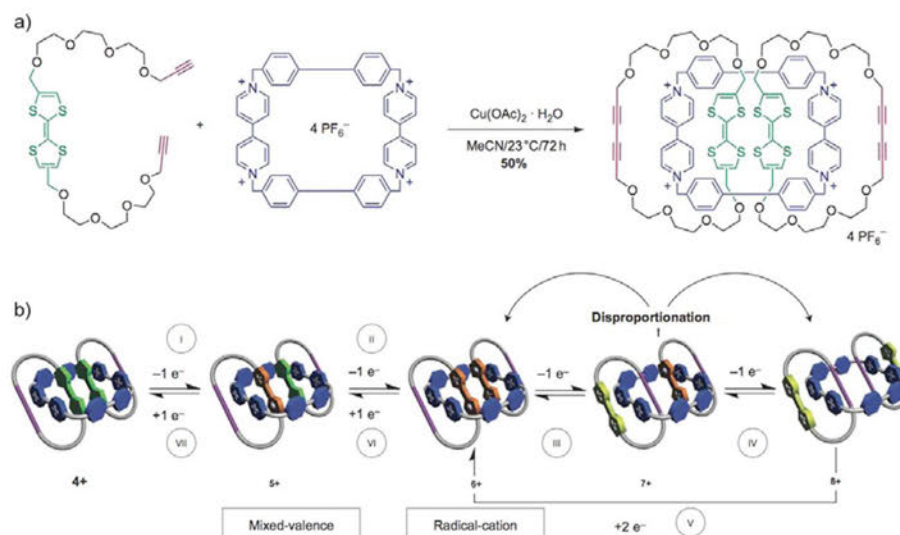 a)
O O O O O O O O
S S S S
+
N+ N+ N+ N+
4 PF6−
Cu(OAc)2 · H2O
MeCN/23 °C/72 h
50%
O O O O O O O O O O O O O O O O
S S S S S S S S
N+ N+ N+ N+
4 PF6−
b)
Disproportionation
I II
−1 e− −1 e− −1 e− −1 e−
+1 e− +1 e−
VII VI III IV
4+ 5+ 6+ 7+ 8+
Mixed-valence Radical-cation +2 e− V